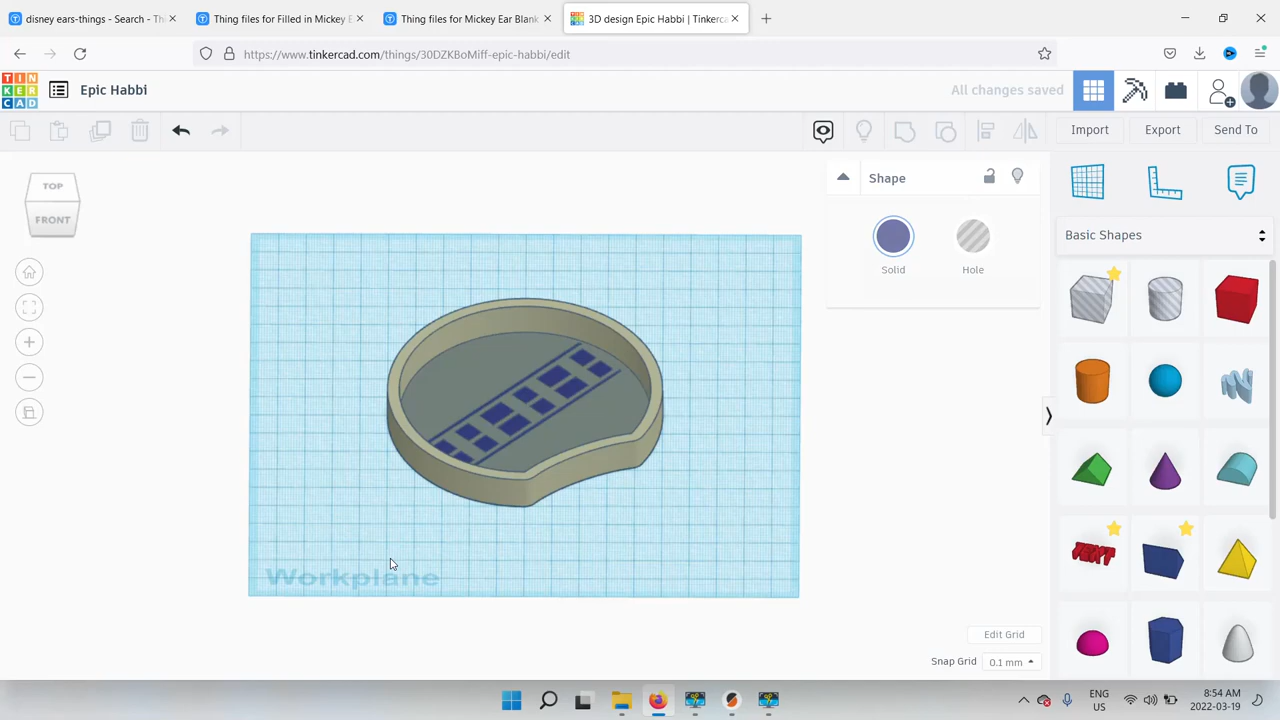 disney ears-things - Search - Th
Thing files for Filled in Mickey E
Thing files for Mickey Ear Blank
3D design Epic Habbi | Tinkerca
https://www.tinkercad.com/things/30DZKBoMiff-epic-habbi/edit
TIN
KER
CAD
Epic Habbi
All changes saved
Import
Export
Send To
TOP
FRONT
Shape
Solid
Hole
Basic Shapes
TEXT
Workplane
Edit Grid
Snap Grid
0.1 mm
ENG
US
8:54 AM
2022-03-19